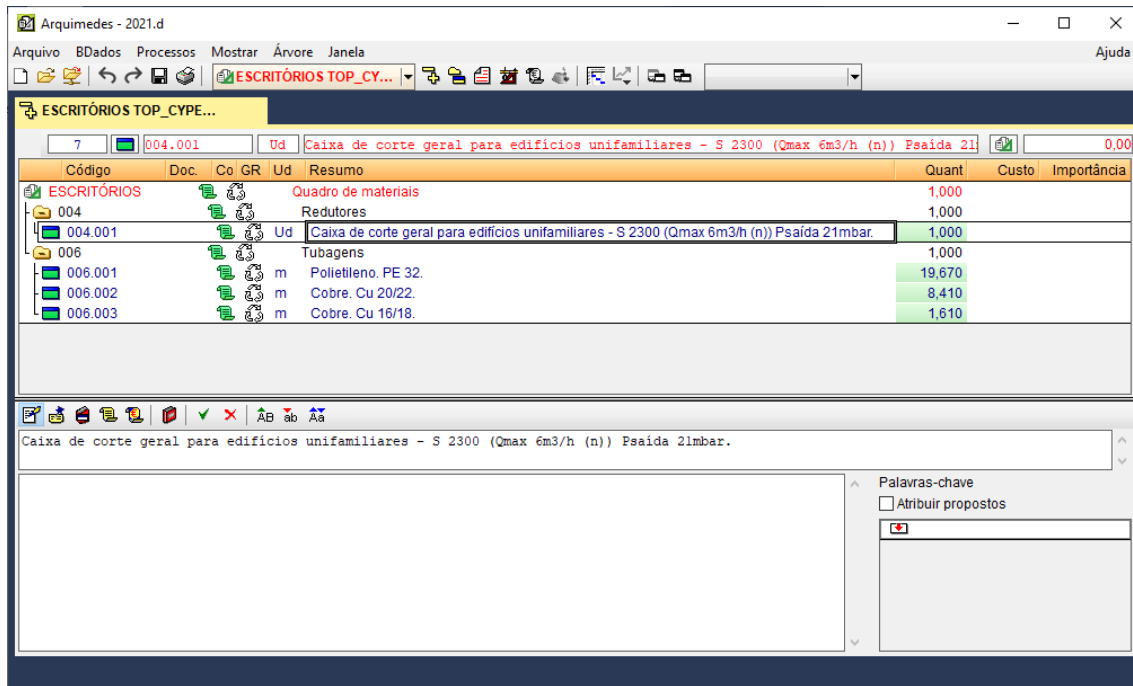 Arquimedes - 2021.d
Arquivo BDados Processos Mostrar Árvore Janela Ajuda
ESCRITÓRIOS TOP_CY...
ESCRITÓRIOS TOP_CYPE...
7 004.001 Ud Caixa de corte geral para edifícios unifamiliares - S 2300 (Qmax 6m3/h (n)) Psaída 21 0,00
Código Doc. Co GR Ud Resumo Quant Custo Importância
ESCRITÓRIOS Quadro de materiais 1,000
004 Redutores 1,000
004.001 Ud Caixa de corte geral para edifícios unifamiliares - S 2300 (Qmax 6m3/h (n)) Psaída 21mbar. 1,000
006 Tubagens 1,000
006.001 m Polietileno. PE 32. 19,670
006.002 m Cobre. Cu 20/22. 8,410
006.003 m Cobre. Cu 16/18. 1,610
ÂB ãb Ãã
Caixa de corte geral para edifícios unifamiliares - S 2300 (Qmax 6m3/h (n)) Psaída 21mbar.
Palavras-chave
Atribuir propostos